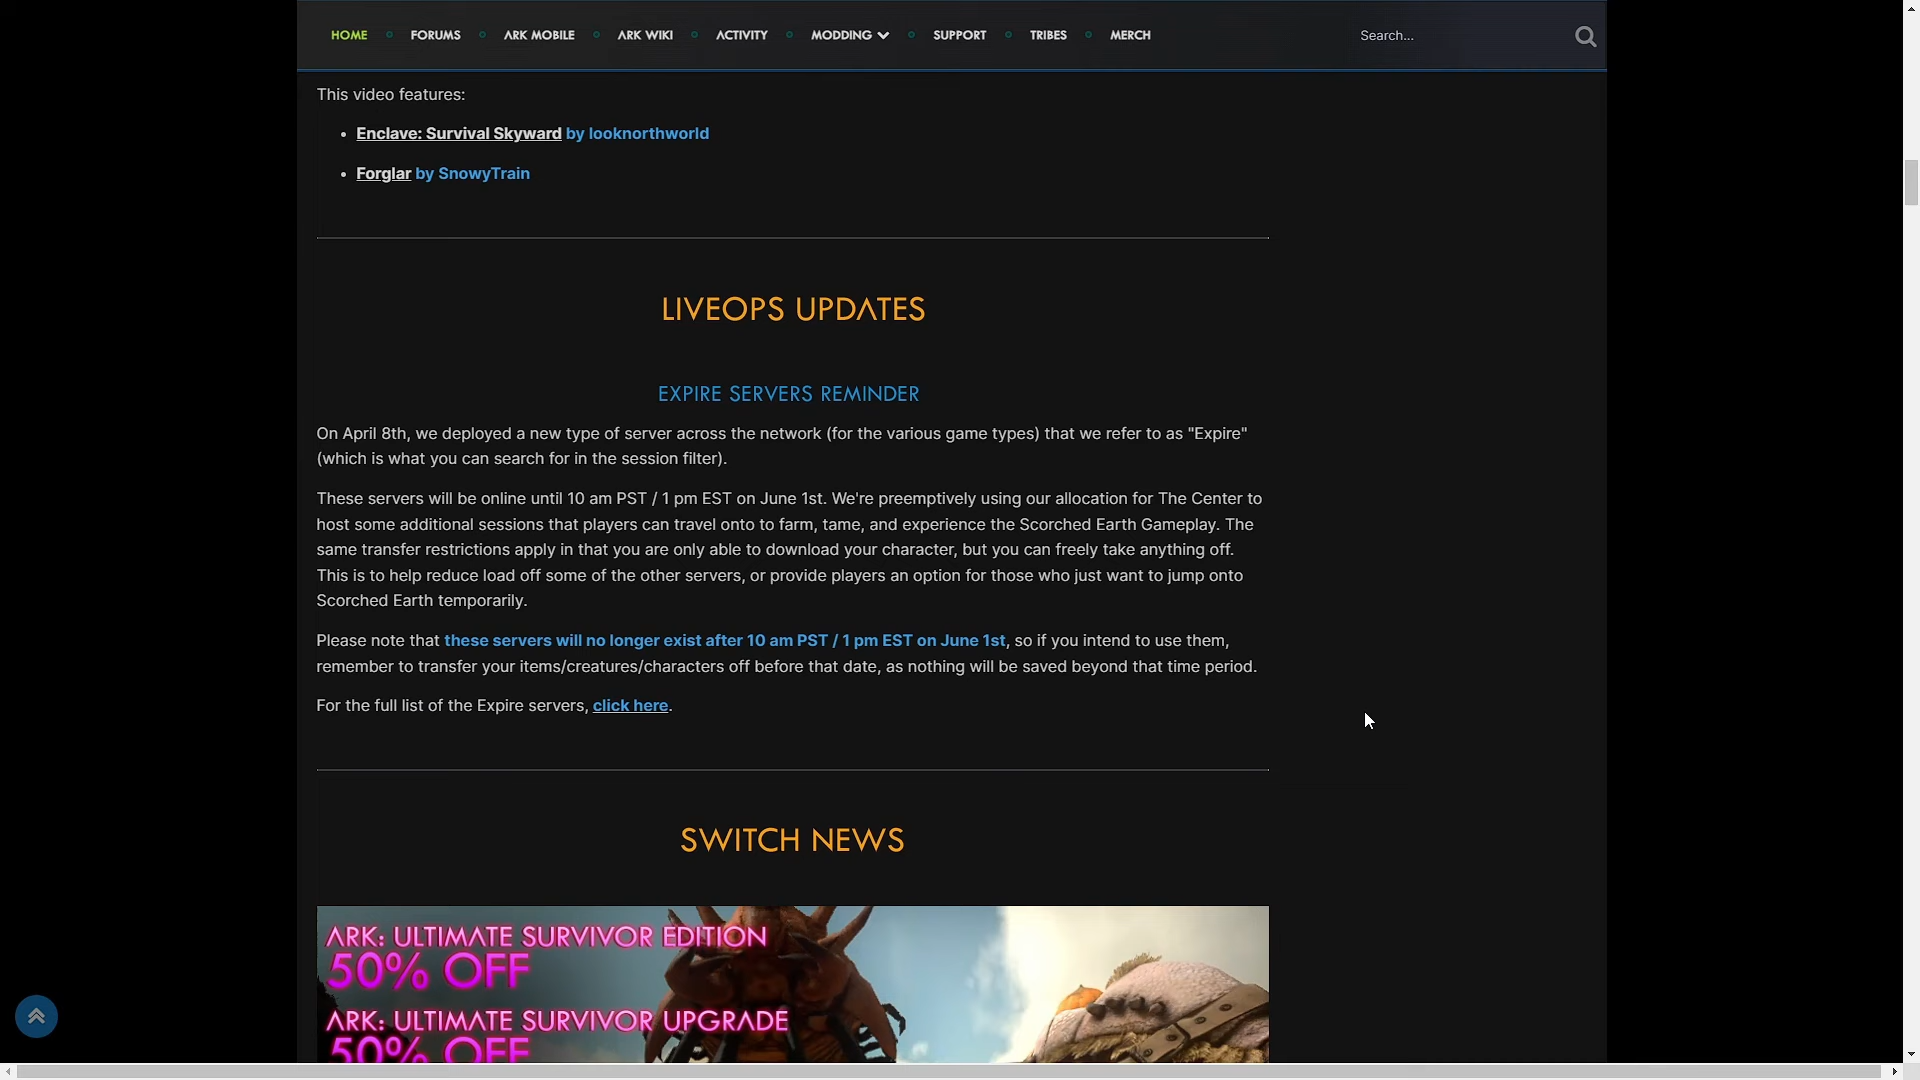 HOME FORUMS ARK MOBILE ARK WIKI ACTIVITY MODDING SUPPORT TRIBES MERCH Search...
This video features:
• Enclave: Survival Skyward by looknorthworld
• Forglar by SnowyTrain
LIVEOPS UPDATES
EXPIRE SERVERS REMINDER
On April 8th, we deployed a new type of server across the network (for the various game types) that we refer to as "Expire"
(which is what you can search for in the session filter).
These servers will be online until 10 am PST / 1 pm EST on June 1st. We're preemptively using our allocation for The Center to
host some additional sessions that players can travel onto to farm, tame, and experience the Scorched Earth Gameplay. The
same transfer restrictions apply in that you are only able to download your character, but you can freely take anything off.
This is to help reduce load off some of the other servers, or provide players an option for those who just want to jump onto
Scorched Earth temporarily.
Please note that these servers will no longer exist after 10 am PST / 1 pm EST on June 1st, so if you intend to use them,
remember to transfer your items/creatures/characters off before that date, as nothing will be saved beyond that time period.
For the full list of the Expire servers, click here.
SWITCH NEWS
ARK: ULTIMATE SURVIVOR EDITION
50% OFF
ARK: ULTIMATE SURVIVOR UPGRADE
50% OFF